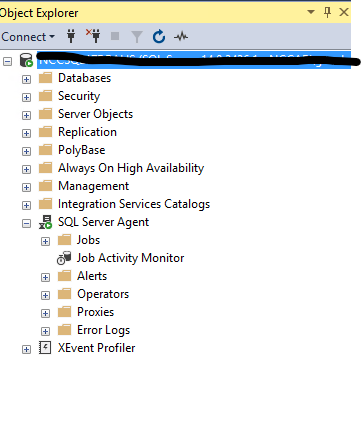 Object Explorer
Connect
Databases
Security
Server Objects
Replication
PolyBase
Always On High Availability
Management
Integration Services Catalogs
SQL Server Agent
Jobs
Job Activity Monitor
Alerts
Operators
Proxies
Error Logs
XEvent Profiler